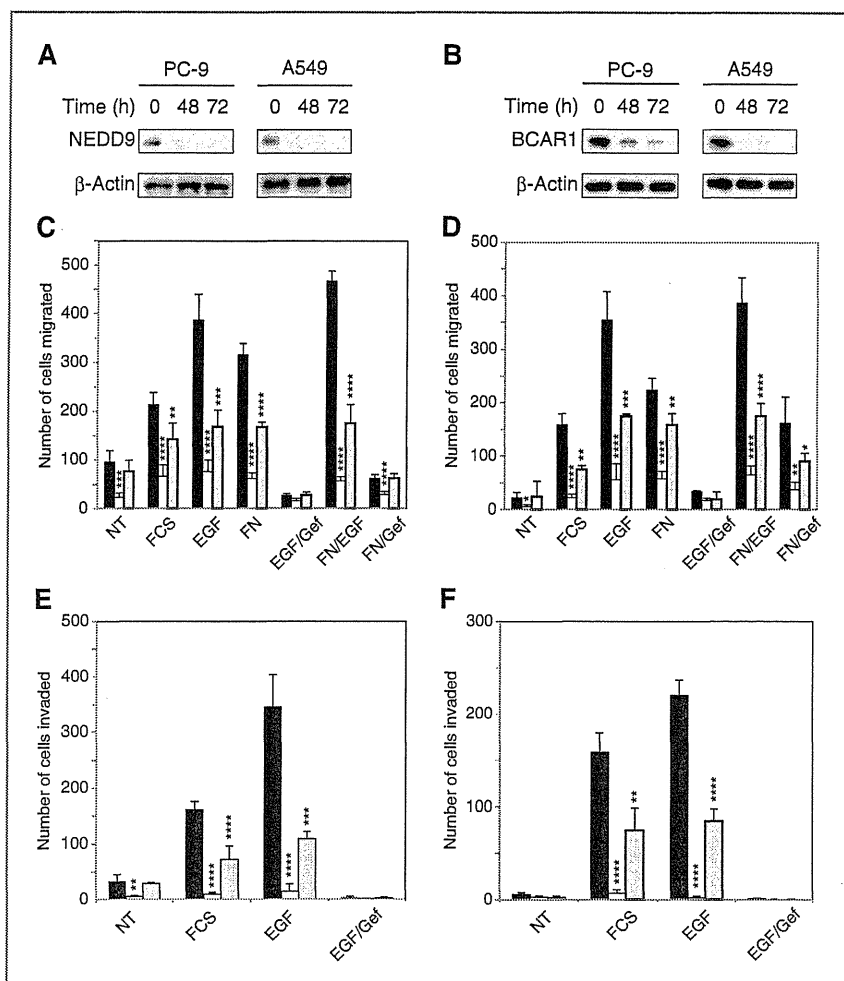 A
PC-9 A549
Time (h) 0 48 72 0 48 72
NEDD9
β-Actin
B
PC-9 A549
Time (h) 0 48 72 0 48 72
BCAR1
β-Actin
C
Number of cells migrated
500
400
300
200
100
0
*** **** ** **** *** **** **** **** **** ****
NT FCS EGF FN EGF/Gef FN/EGF FN/Gef
D
Number of cells migrated
500
400
300
200
100
0
* **** ** **** *** **** ** **** **** ** *
NT FCS EGF FN EGF/Gef FN/EGF FN/Gef
E
Number of cells invaded
500
400
300
200
100
0
** **** **** **** ***
NT FCS EGF EGF/Gef
F
Number of cells invaded
300
200
100
0
**** ** **** ****
NT FCS EGF EGF/Gef